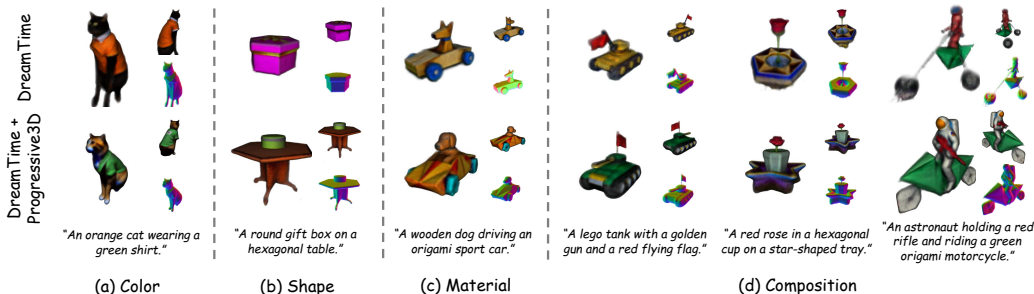 DreamTime
DreamTime +
Progressive3D
"An orange cat wearing a
green shirt."
"A round gift box on a
hexagonal table."
"A wooden dog driving an
origami sport car."
"A lego tank with a golden
gun and a red flying flag."
"A red rose in a hexagonal
cup on a star-shaped tray."
"An astronaut holding a red
rifle and riding a green
origami motorcycle."
(a) Color
(b) Shape
(c) Material
(d) Composition